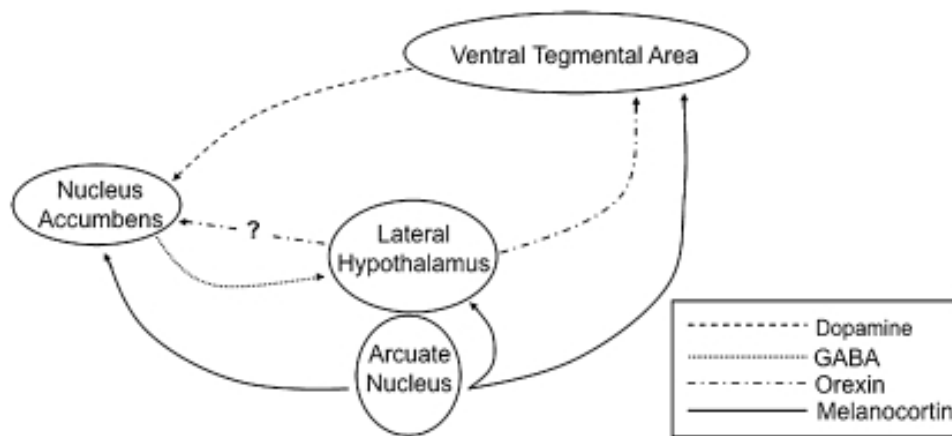 Ventral Tegmental Area
Nucleus
Accumbens
?
Lateral
Hypothalamus
Arcuate
Nucleus
Dopamine
GABA
Orexin
Melanocortin